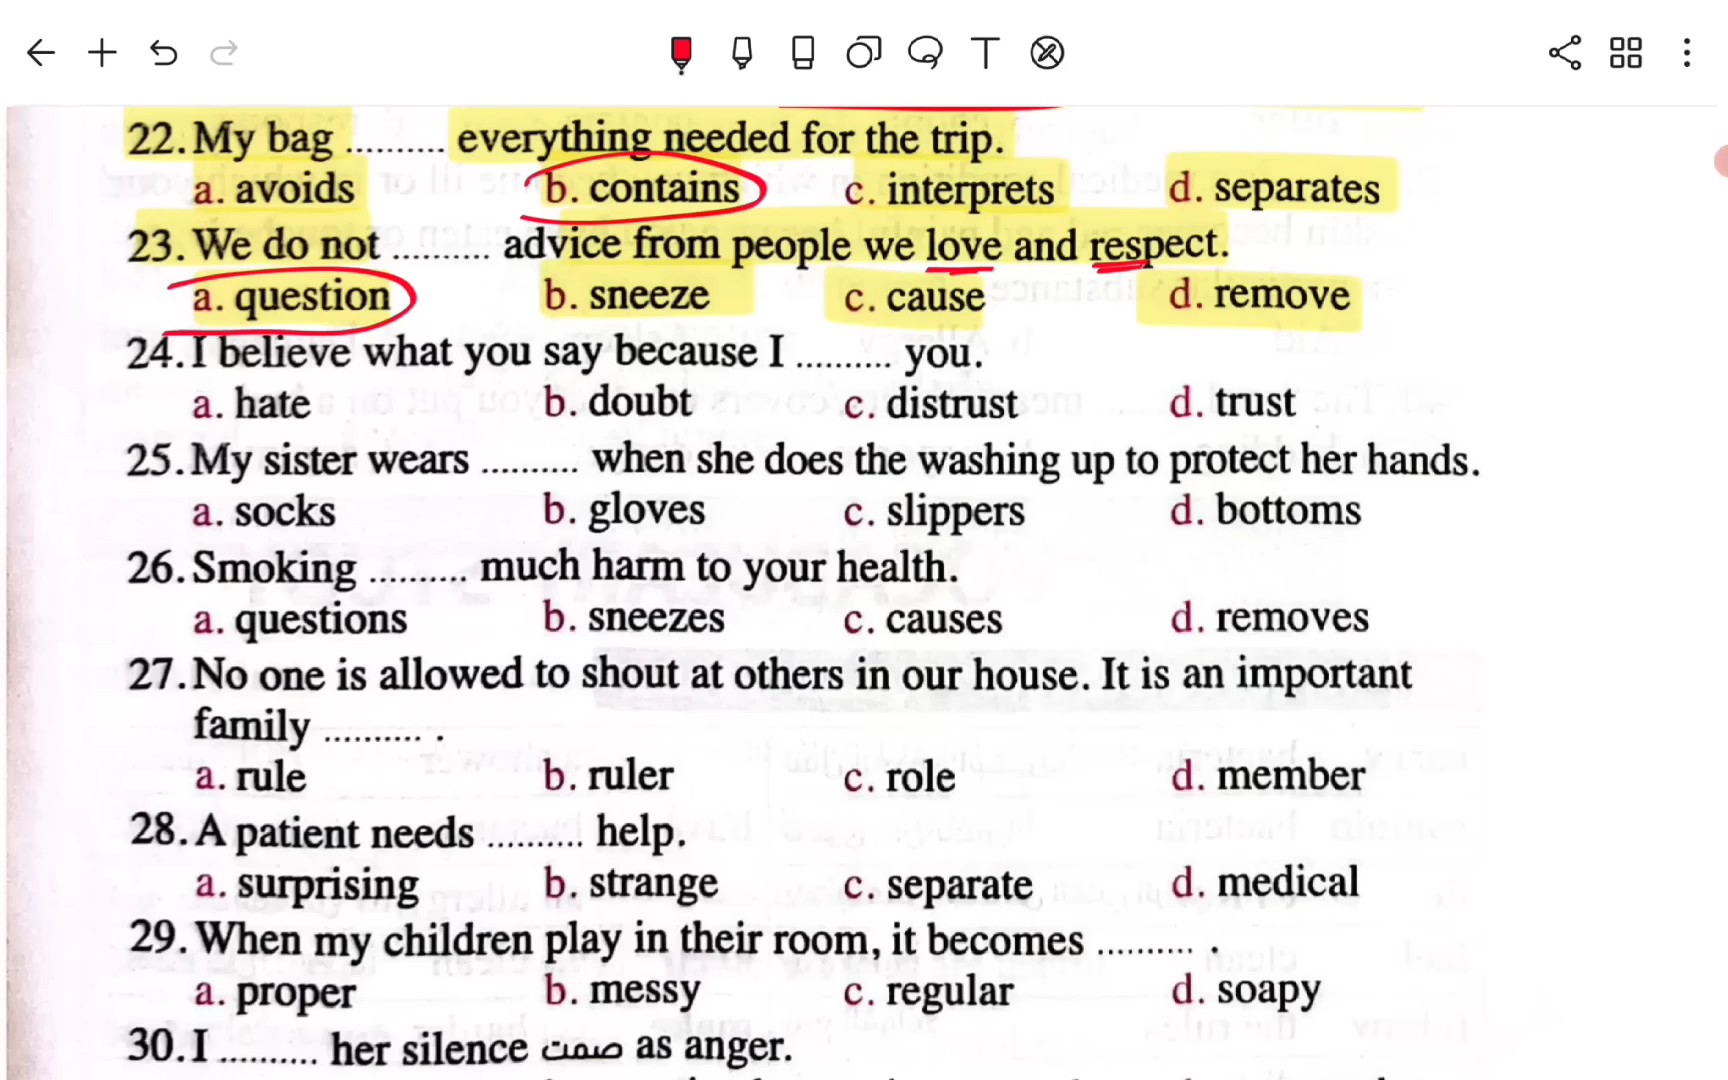 22. My bag .......... everything needed for the trip.
a. avoids b. contains c. interprets d. separates
23. We do not .......... advice from people we love and respect.
a. question b. sneeze c. cause d. remove
24. I believe what you say because I .......... you.
a. hate b. doubt c. distrust d. trust
25. My sister wears .......... when she does the washing up to protect her hands.
a. socks b. gloves c. slippers d. bottoms
26. Smoking .......... much harm to your health.
a. questions b. sneezes c. causes d. removes
27. No one is allowed to shout at others in our house. It is an important
family .......... .
a. rule b. ruler c. role d. member
28. A patient needs .......... help.
a. surprising b. strange c. separate d. medical
29. When my children play in their room, it becomes .......... .
a. proper b. messy c. regular d. soapy
30. I .......... her silence صمت as anger.